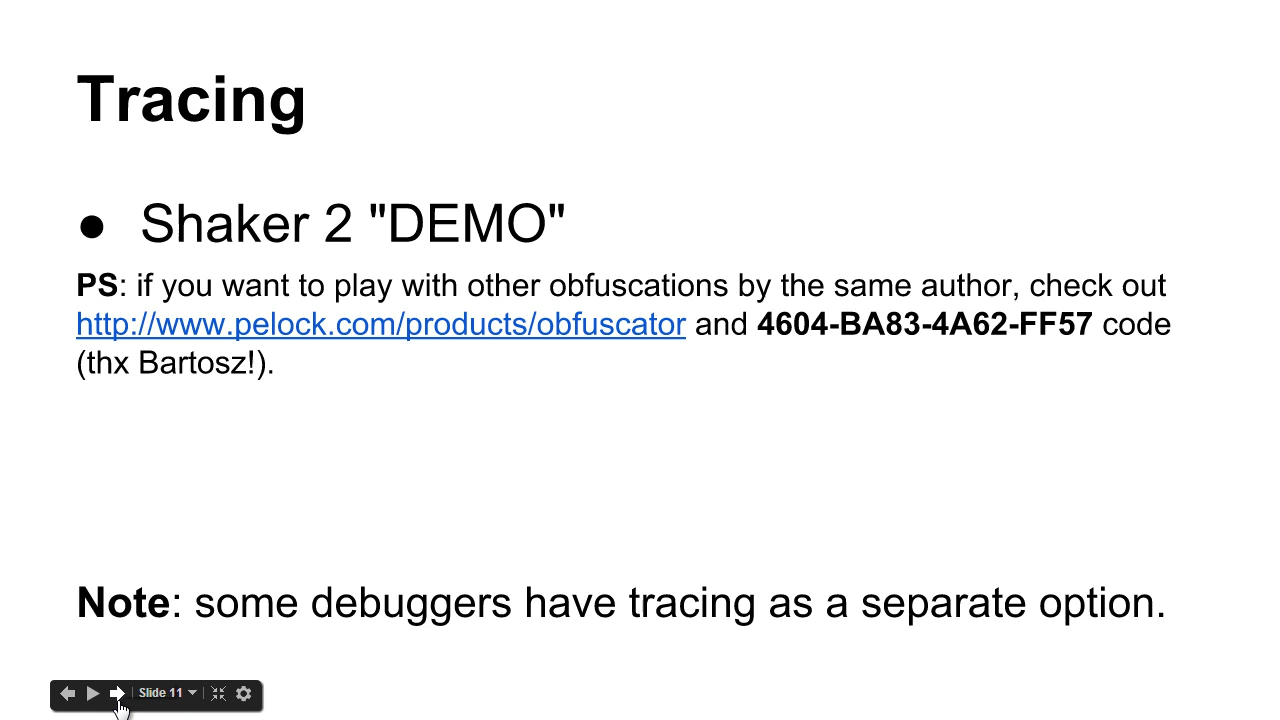 Tracing
● Shaker 2 "DEMO"
PS: if you want to play with other obfuscations by the same author, check out
http://www.pelock.com/products/obfuscator and 4604-BA83-4A62-FF57 code
(thx Bartosz!).
Note: some debuggers have tracing as a separate option.
Slide 11